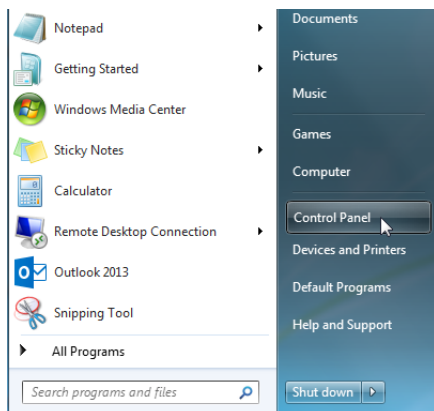 Notepad
Getting Started
Windows Media Center
Sticky Notes
Calculator
Remote Desktop Connection
Outlook 2013
Snipping Tool
All Programs
Search programs and files
Documents
Pictures
Music
Games
Computer
Control Panel
Devices and Printers
Default Programs
Help and Support
Shut down